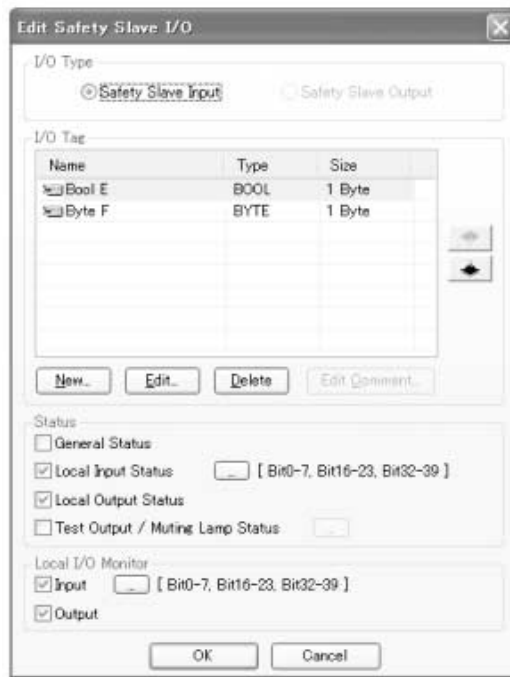 Edit Safety Slave I/O
I/O Type
Safety Slave Input Safety Slave Output
I/O Tag
Name Type Size
Bool E BOOL 1 Byte
Byte F BYTE 1 Byte
New... Edit... Delete Edit Comment...
Status
General Status
Local Input Status ... [ Bit0-7, Bit16-23, Bit32-39 ]
Local Output Status
Test Output / Muting Lamp Status ...
Local I/O Monitor
Input ... [ Bit0-7, Bit16-23, Bit32-39 ]
Output
OK Cancel